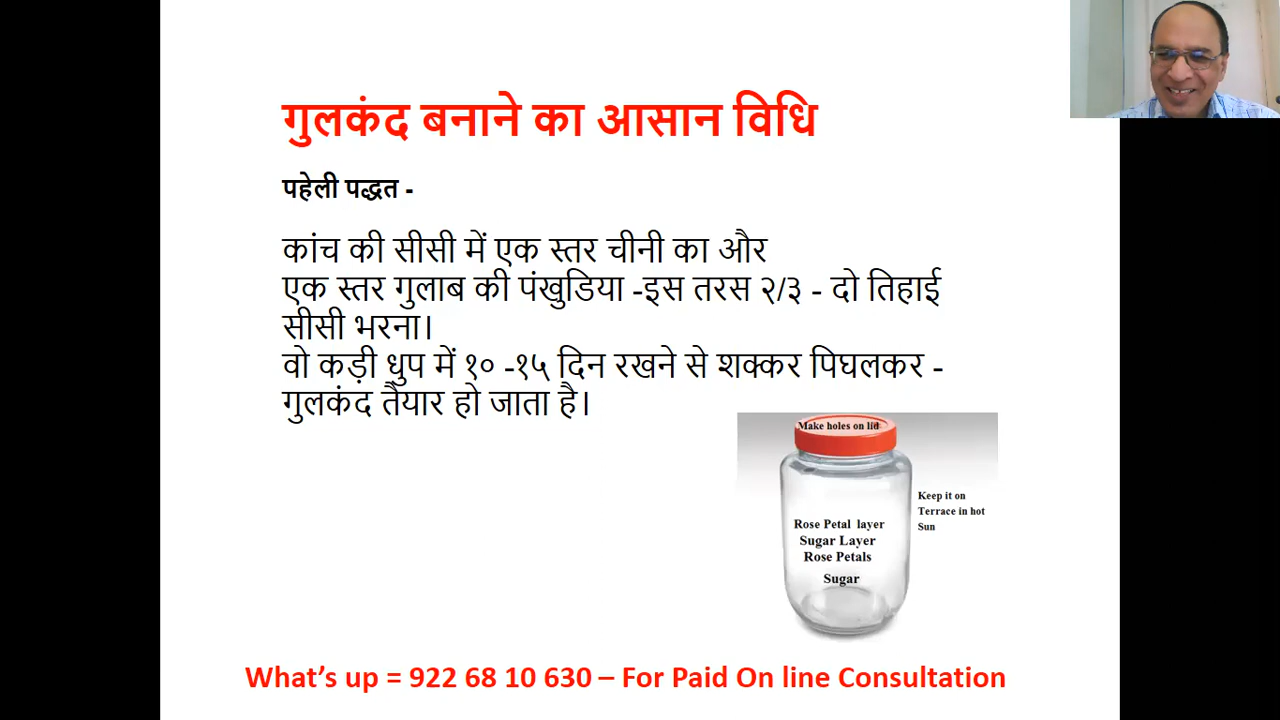 गुलकंद बनाने का आसान विधि
पहेली पद्धत -
कांच की सीसी में एक स्तर चीनी का और
एक स्तर गुलाब की पंखुडिया -इस तरस २/३ - दो तिहाई
सीसी भरना।
वो कड़ी धुप में १० -१५ दिन रखने से शक्कर पिघलकर -
गुलकंद तैयार हो जाता है।
Make holes on lid
Rose Petal layer
Sugar Layer
Rose Petals
Sugar
Keep it on
Terrace in hot
Sun
What's up = 922 68 10 630 – For Paid On line Consultation